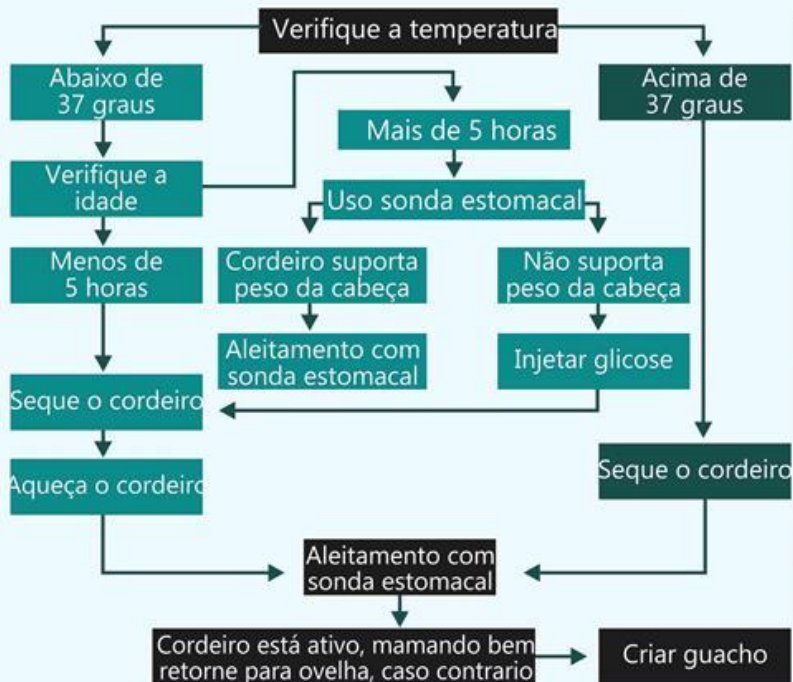 Verifique a temperatura
Abaixo de
37 graus
Acima de
37 graus
Mais de 5 horas
Verifique a
idade
Uso sonda estomacal
Menos de
5 horas
Cordeiro suporta
peso da cabeça
Não suporta
peso da cabeça
Aleitamento com
sonda estomacal
Injetar glicose
Seque o cordeiro
Aqueça o cordeiro
Seque o cordeiro
Aleitamento com
sonda estomacal
Cordeiro está ativo, mamando bem
retorne para ovelha, caso contrario
Criar guacho